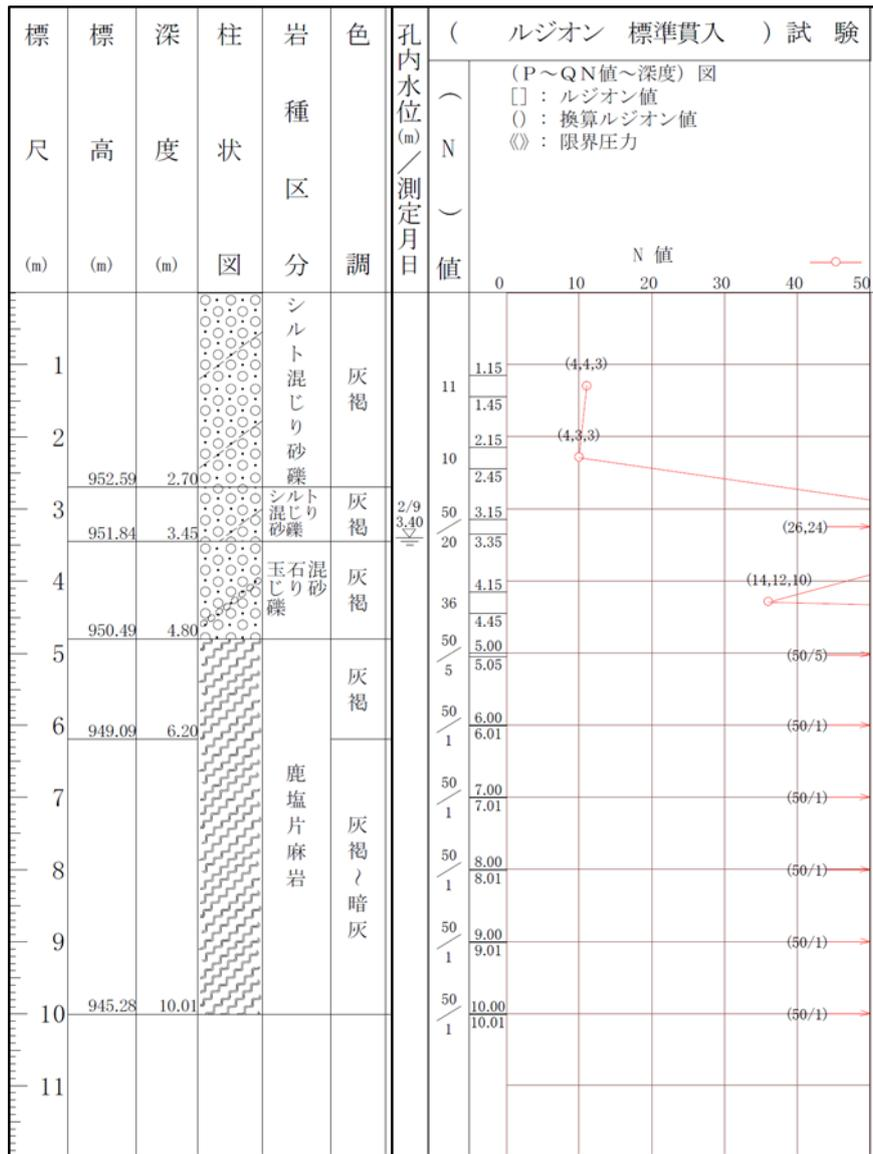 標尺(m)
標高(m)
深度(m)
柱状図
岩種区分
色調
孔内水位(m)/測定月日
( ルジオン 標準貫入 ) 試験
(N)値
(P~QN値~深度) 図
[] : ルジオン値
() : 換算ルジオン値
《》 : 限界圧力
N 値
0 10 20 30 40 50
シルト混じり砂礫
灰褐
1
1.15
11
1.45
(4,4,3)
2
2.15
10
2.45
(4,3,3)
952.59 2.70
シルト混じり砂礫
灰褐
3
2/9
3.40
50/20
3.15
3.35
(26,24)
951.84 3.45
玉石混じり砂礫
灰褐
4
4.15
36
4.45
(14,12,10)
950.49 4.80
鹿塩片麻岩
灰褐
5
50/5
5.00
5.05
(50/5)
6
50/1
6.00
6.01
(50/1)
949.09 6.20
灰褐~暗灰
7
50/1
7.00
7.01
(50/1)
8
50/1
8.00
8.01
(50/1)
9
50/1
9.00
9.01
(50/1)
945.28 10.01
10
50/1
10.00
10.01
(50/1)
11